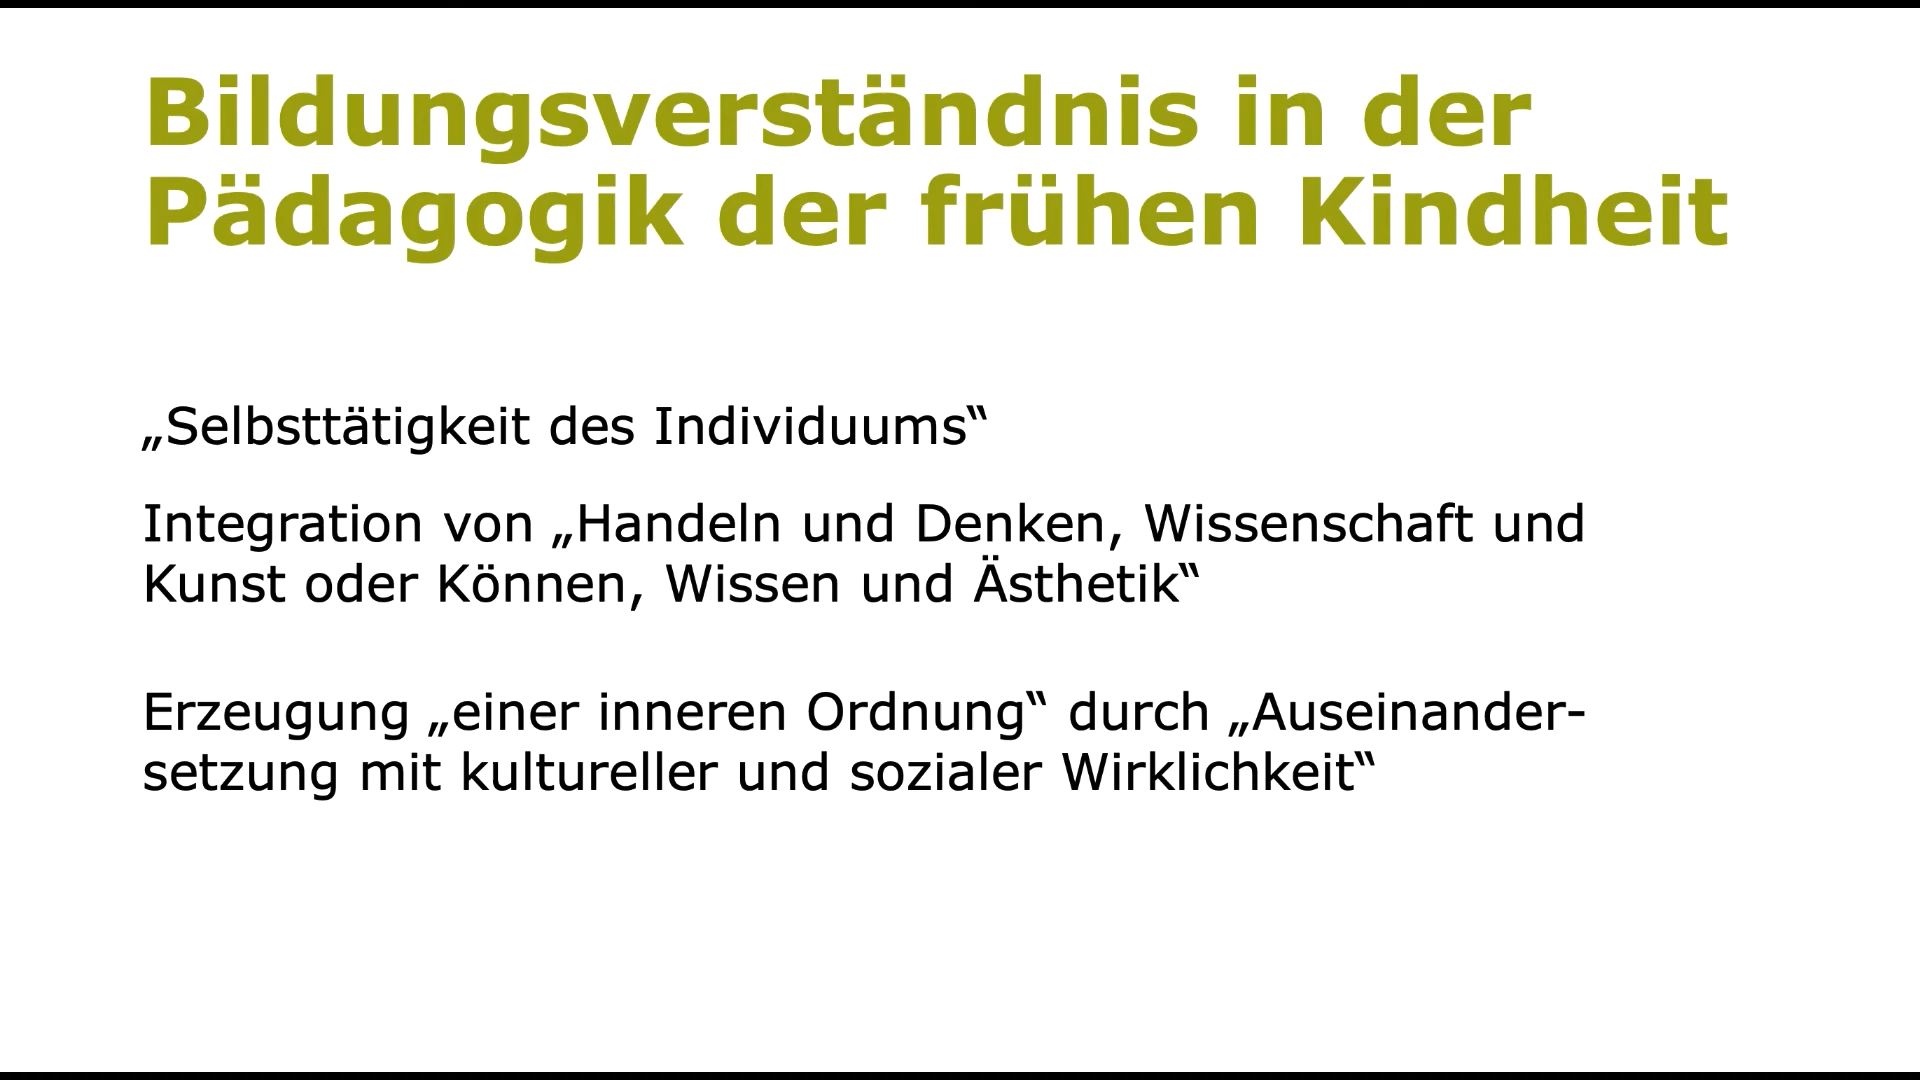 Bildungsverständnis in der
Pädagogik der frühen Kindheit
„Selbsttätigkeit des Individuums“
Integration von „Handeln und Denken, Wissenschaft und
Kunst oder Können, Wissen und Ästhetik“
Erzeugung „einer inneren Ordnung“ durch „Auseinander-
setzung mit kultureller und sozialer Wirklichkeit“